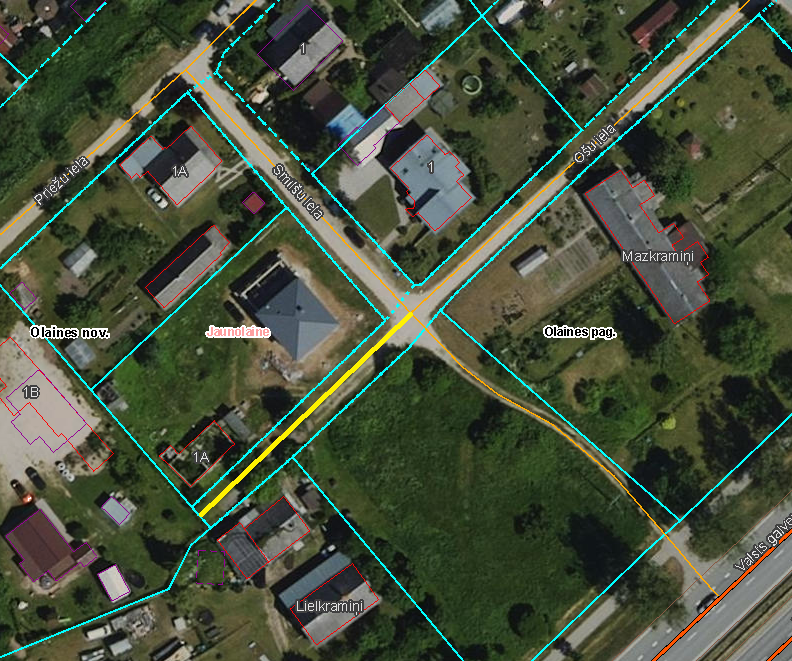 1
1A
Priežu iela
Smilšu iela
1
Ošu iela
Mazkramiņi
Olaines nov.
Jaunolaine
Olaines pag.
1B
1A
Lielkramiņi
Valsts galve